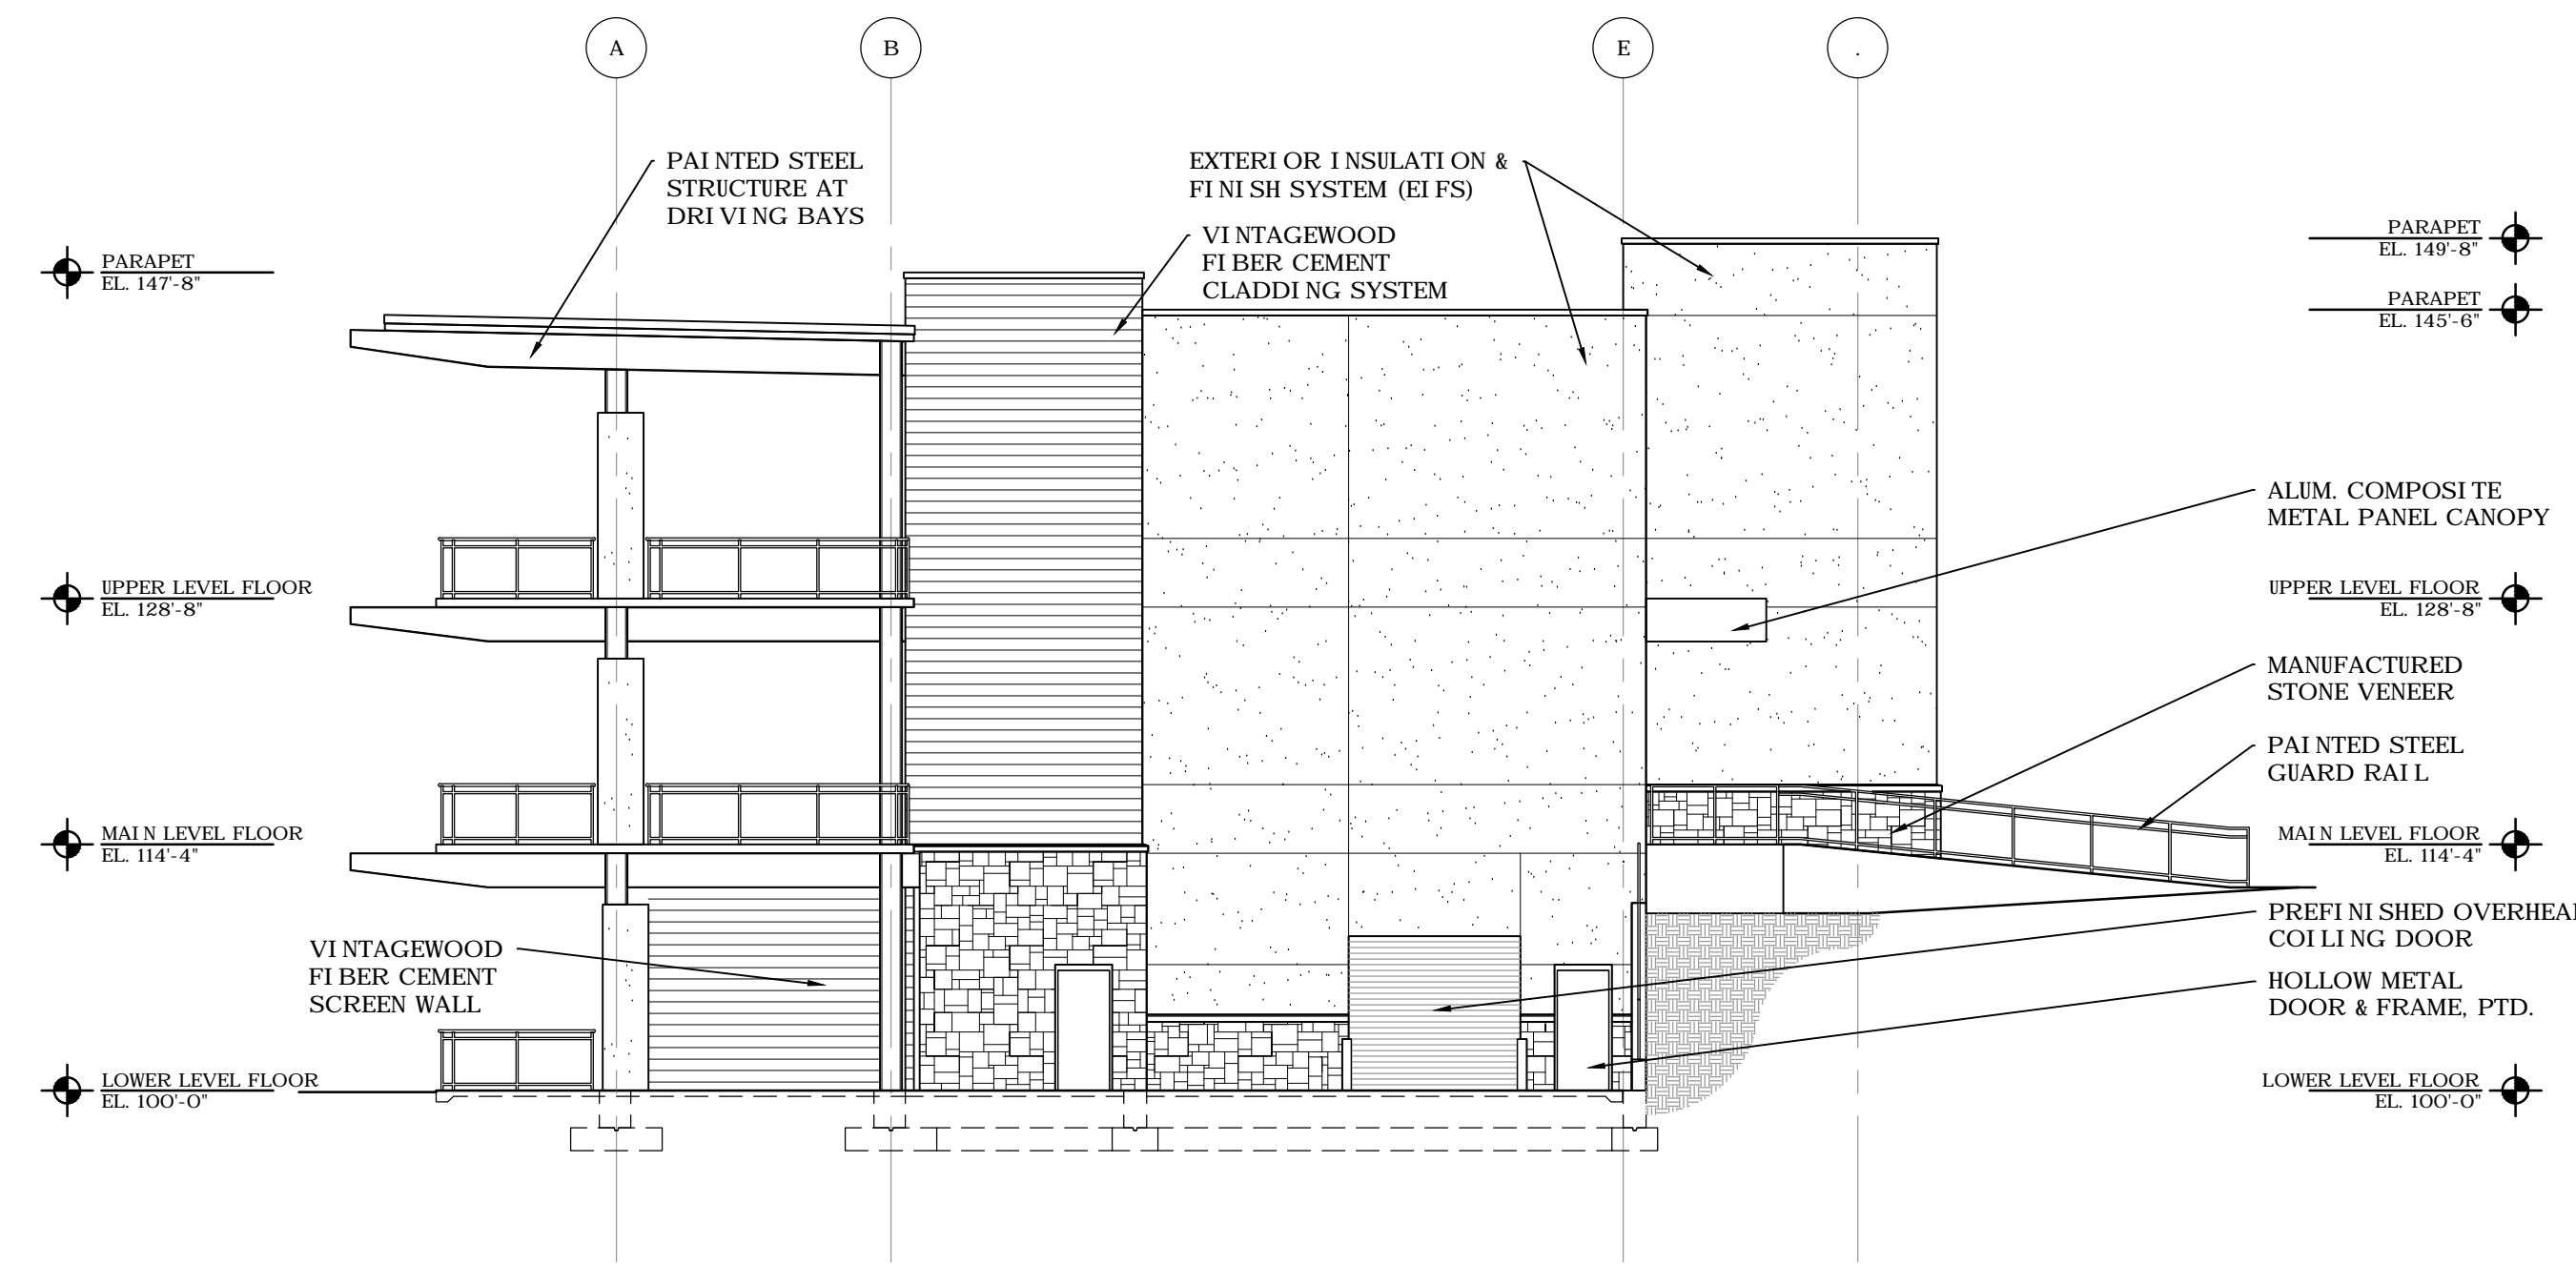 A
B
E
.
PAINTED STEEL
STRUCTURE AT
DRIVING BAYS
EXTERIOR INSULATION &
FINISH SYSTEM (EIFS)
VINTAGEWOOD
FIBER CEMENT
CLADDING SYSTEM
PARAPET
EL. 147'-8"
PARAPET
EL. 149'-8"
PARAPET
EL. 145'-6"
ALUM. COMPOSITE
METAL PANEL CANOPY
UPPER LEVEL FLOOR
EL. 128'-8"
UPPER LEVEL FLOOR
EL. 128'-8"
MANUFACTURED
STONE VENEER
PAINTED STEEL
GUARD RAIL
MAIN LEVEL FLOOR
EL. 114'-4"
MAIN LEVEL FLOOR
EL. 114'-4"
PREFINISHED OVERHEA
COILING DOOR
VINTAGEWOOD
FIBER CEMENT
SCREEN WALL
HOLLOW METAL
DOOR & FRAME, PTD.
LOWER LEVEL FLOOR
EL. 100'-0"
LOWER LEVEL FLOOR
EL. 100'-0"